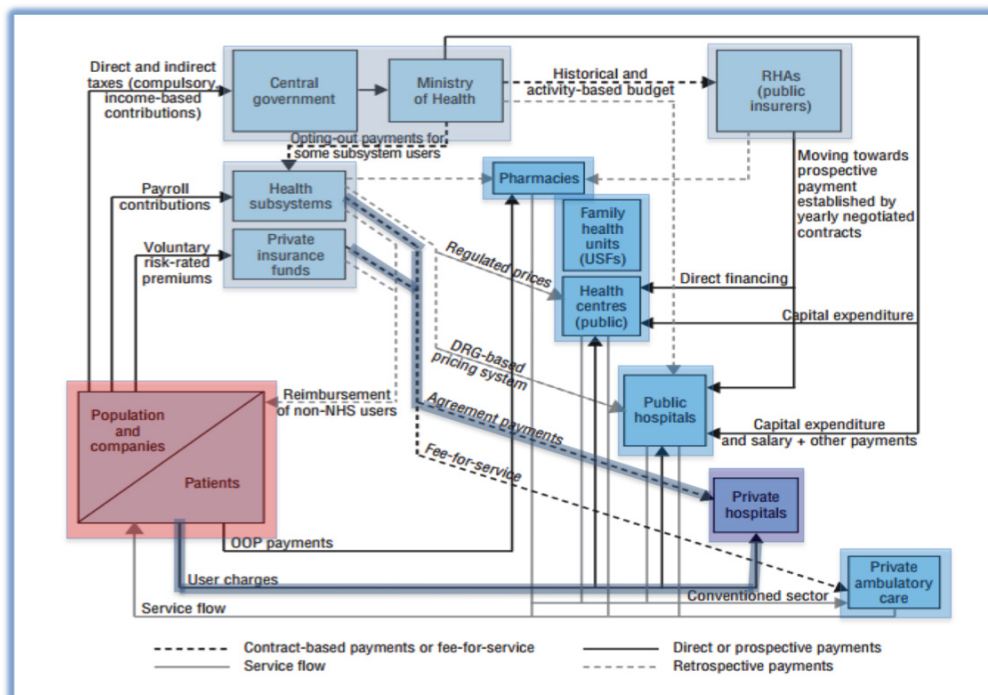 Direct and indirect
taxes (compulsory,
income-based
contributions)
Central
government
Ministry
of Health
Historical and
activity-based budget
RHAs
(public
insurers)
Opting-out payments for
some subsystem users
Payroll
contributions
Health
subsystems
Pharmacies
Moving towards
prospective
payment
established by
yearly negotiated
contracts
Voluntary
risk-rated
premiums
Private
insurance
funds
Family
health
units
(USFs)
Regulated prices
Health
centres
(public)
Direct financing
Capital expenditure
DRG-based
pricing system
Reimbursement
of non-NHS users
Population
and
companies
Patients
Agreement payments
Public
hospitals
Capital expenditure
and salary + other payments
Fee-for-service
Private
hospitals
OOP payments
User charges
Private
ambulatory
care
Conventioned sector
Service flow
Contract-based payments or fee-for-service
Direct or prospective payments
Service flow
Retrospective payments